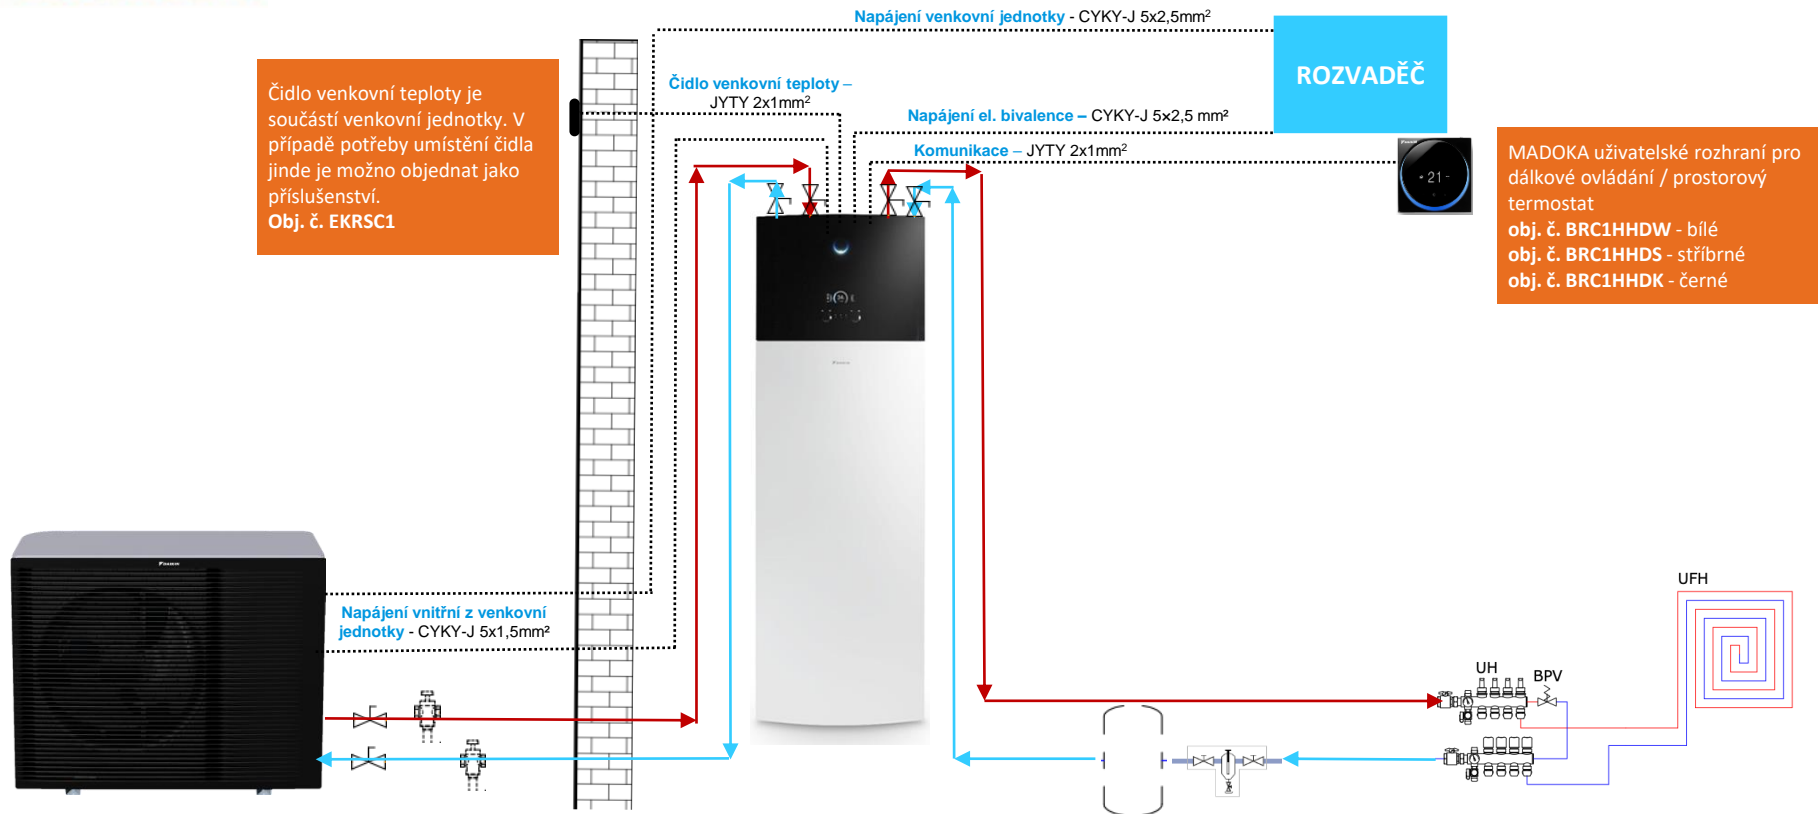 Napájení venkovní jednotky - CYKY-J 5x2,5mm²
ROZVADĚČ
Čidlo venkovní teploty je
součástí venkovní jednotky. V
případě potřeby umístění čidla
jinde je možno objednat jako
příslušenství.
Obj. č. EKRSC1
Čidlo venkovní teploty –
JYTY 2x1mm²
Napájení el. bivalence – CYKY-J 5×2,5 mm²
Komunikace – JYTY 2x1mm²
21
MADOKA uživatelské rozhraní pro
dálkové ovládání / prostorový
termostat
obj. č. BRC1HHDW - bílé
obj. č. BRC1HHDS - stříbrné
obj. č. BRC1HHDK - černé
DAIKIN
DAIKIN
Napájení vnitřní z venkovní
jednotky - CYKY-J 5x1,5mm²
UFH
UH
BPV